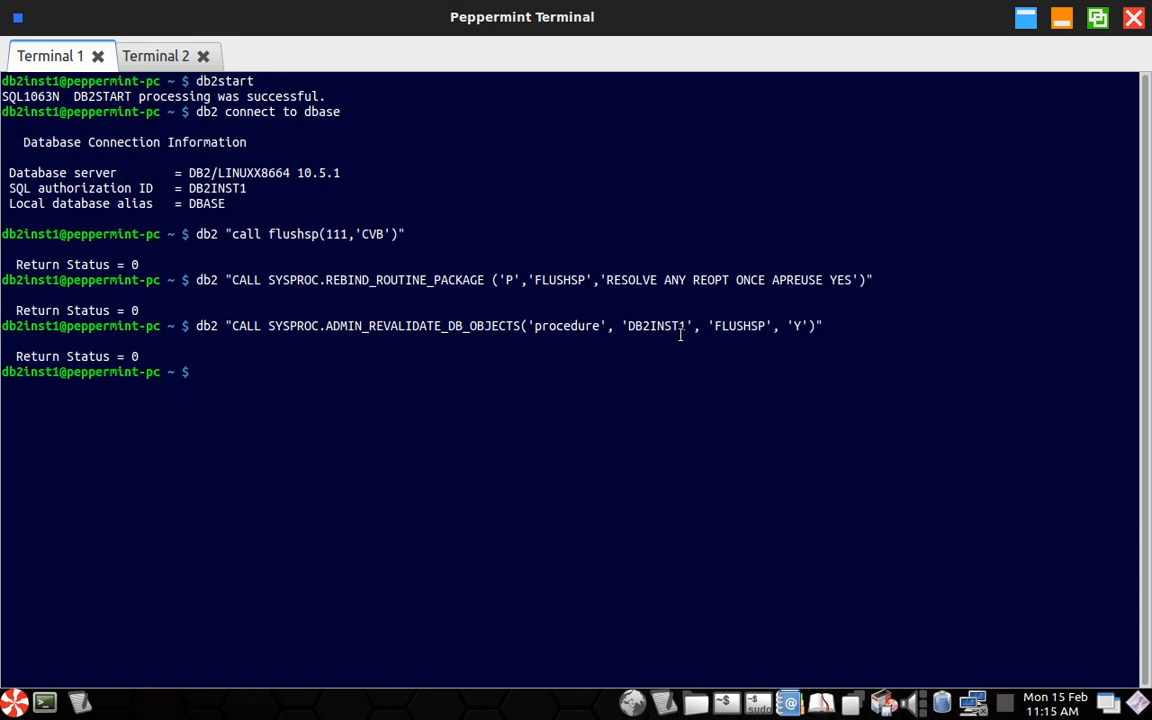 Peppermint Terminal
Terminal 1
Terminal 2
db2inst1@peppermint-pc ~ $ db2start
SQL1063N  DB2START processing was successful.
db2inst1@peppermint-pc ~ $ db2 connect to dbase
Database Connection Information
Database server       = DB2/LINUXX8664 10.5.1
SQL authorization ID  = DB2INST1
Local database alias  = DBASE
db2inst1@peppermint-pc ~ $ db2 "call flushsp(111,'CVB')"
Return Status = 0
db2inst1@peppermint-pc ~ $ db2 "CALL SYSPROC.REBIND_ROUTINE_PACKAGE ('P','FLUSHSP','RESOLVE ANY REOPT ONCE APREUSE YES')"
Return Status = 0
db2inst1@peppermint-pc ~ $ db2 "CALL SYSPROC.ADMIN_REVALIDATE_DB_OBJECTS('procedure', 'DB2INST1', 'FLUSHSP', 'Y')"
Return Status = 0
db2inst1@peppermint-pc ~ $
~$
~$
sudo
@
Mon 15 Feb
11:15 AM